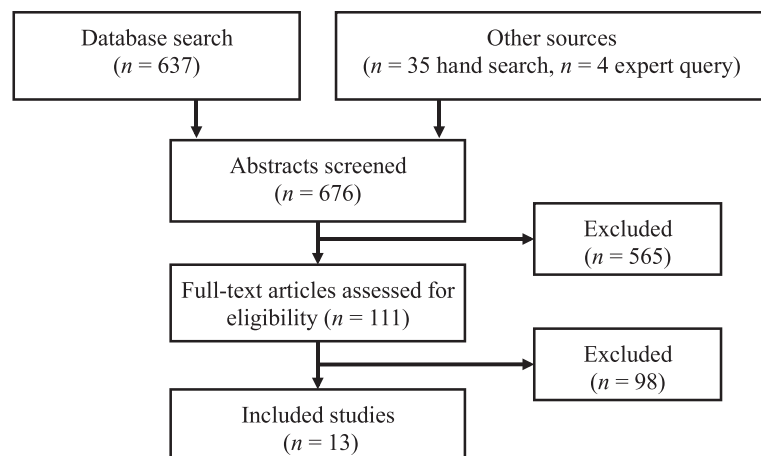 Database search
(n = 637)
Other sources
(n = 35 hand search, n = 4 expert query)
Abstracts screened
(n = 676)
Excluded
(n = 565)
Full-text articles assessed for
eligibility (n = 111)
Excluded
(n = 98)
Included studies
(n = 13)